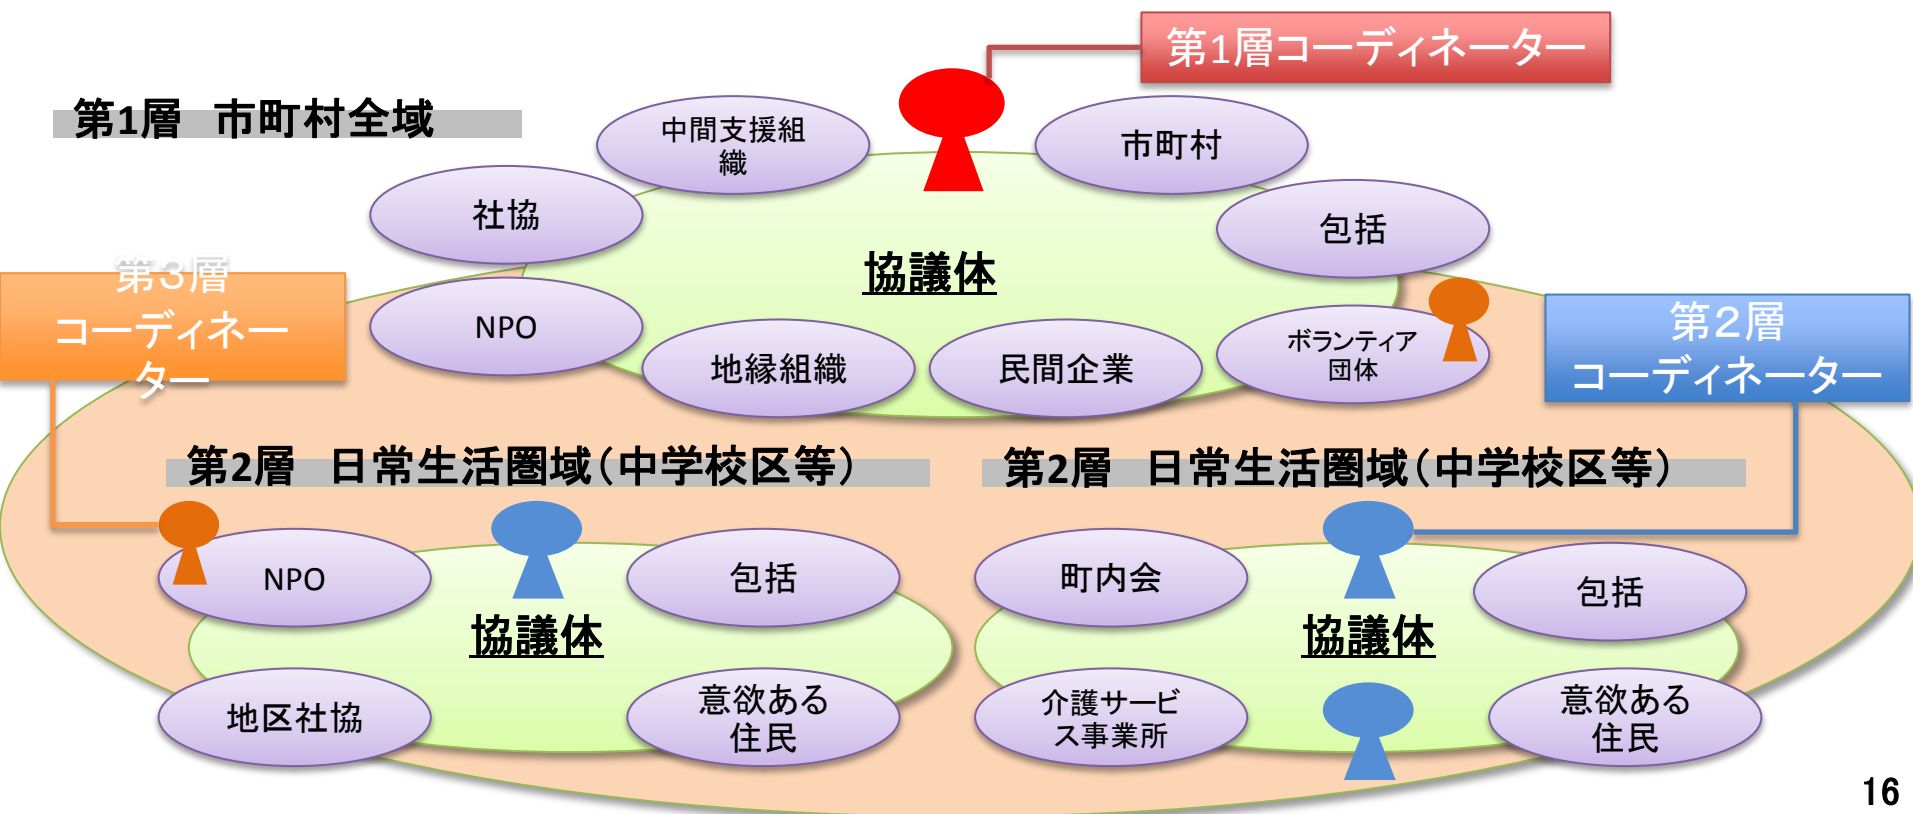 第1層コーディネーター
第1層　市町村全域
中間支援組
織
市町村
社協
包括
協議体
第3層
コーディネー
ター
NPO
ボランティア
団体
第2層
コーディネーター
地縁組織
民間企業
第2層　日常生活圏域（中学校区等）
第2層　日常生活圏域（中学校区等）
NPO
包括
協議体
地区社協
意欲ある
住民
町内会
包括
協議体
介護サービ
ス事業所
意欲ある
住民
16